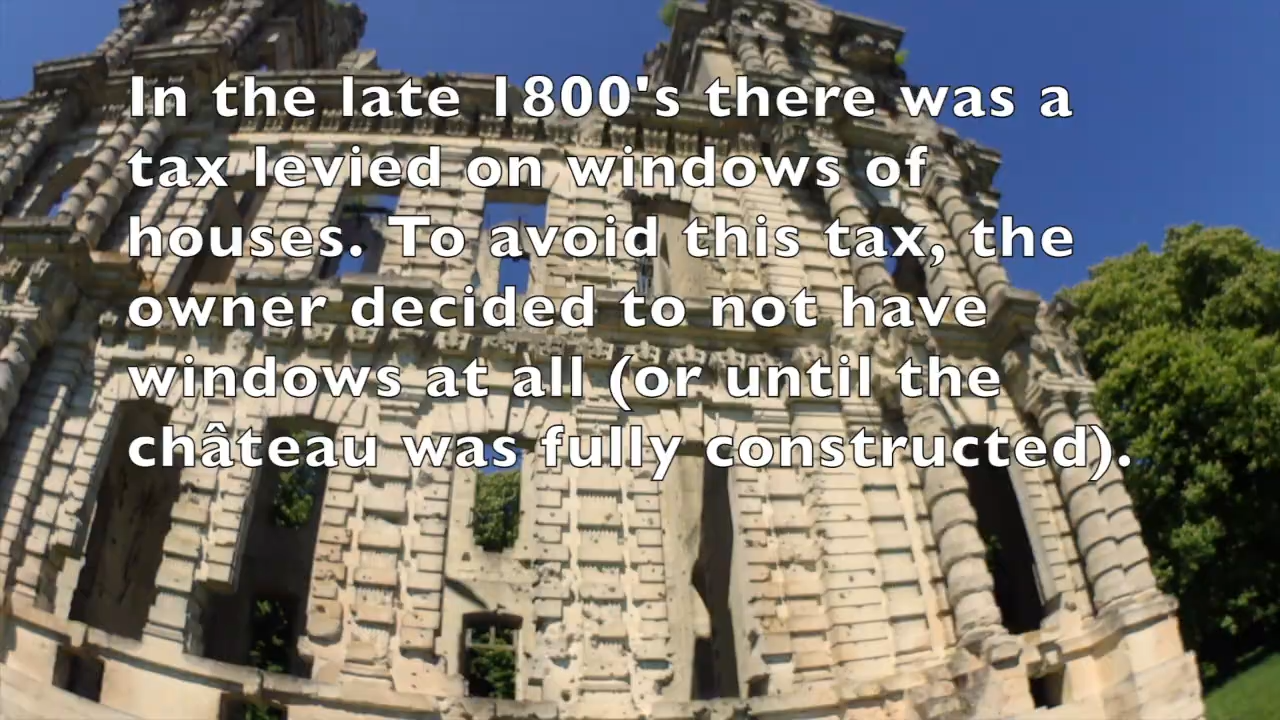 In the late 1800's there was a
tax levied on windows of
houses. To avoid this tax, the
owner decided to not have
windows at all (or until the
château was fully constructed).